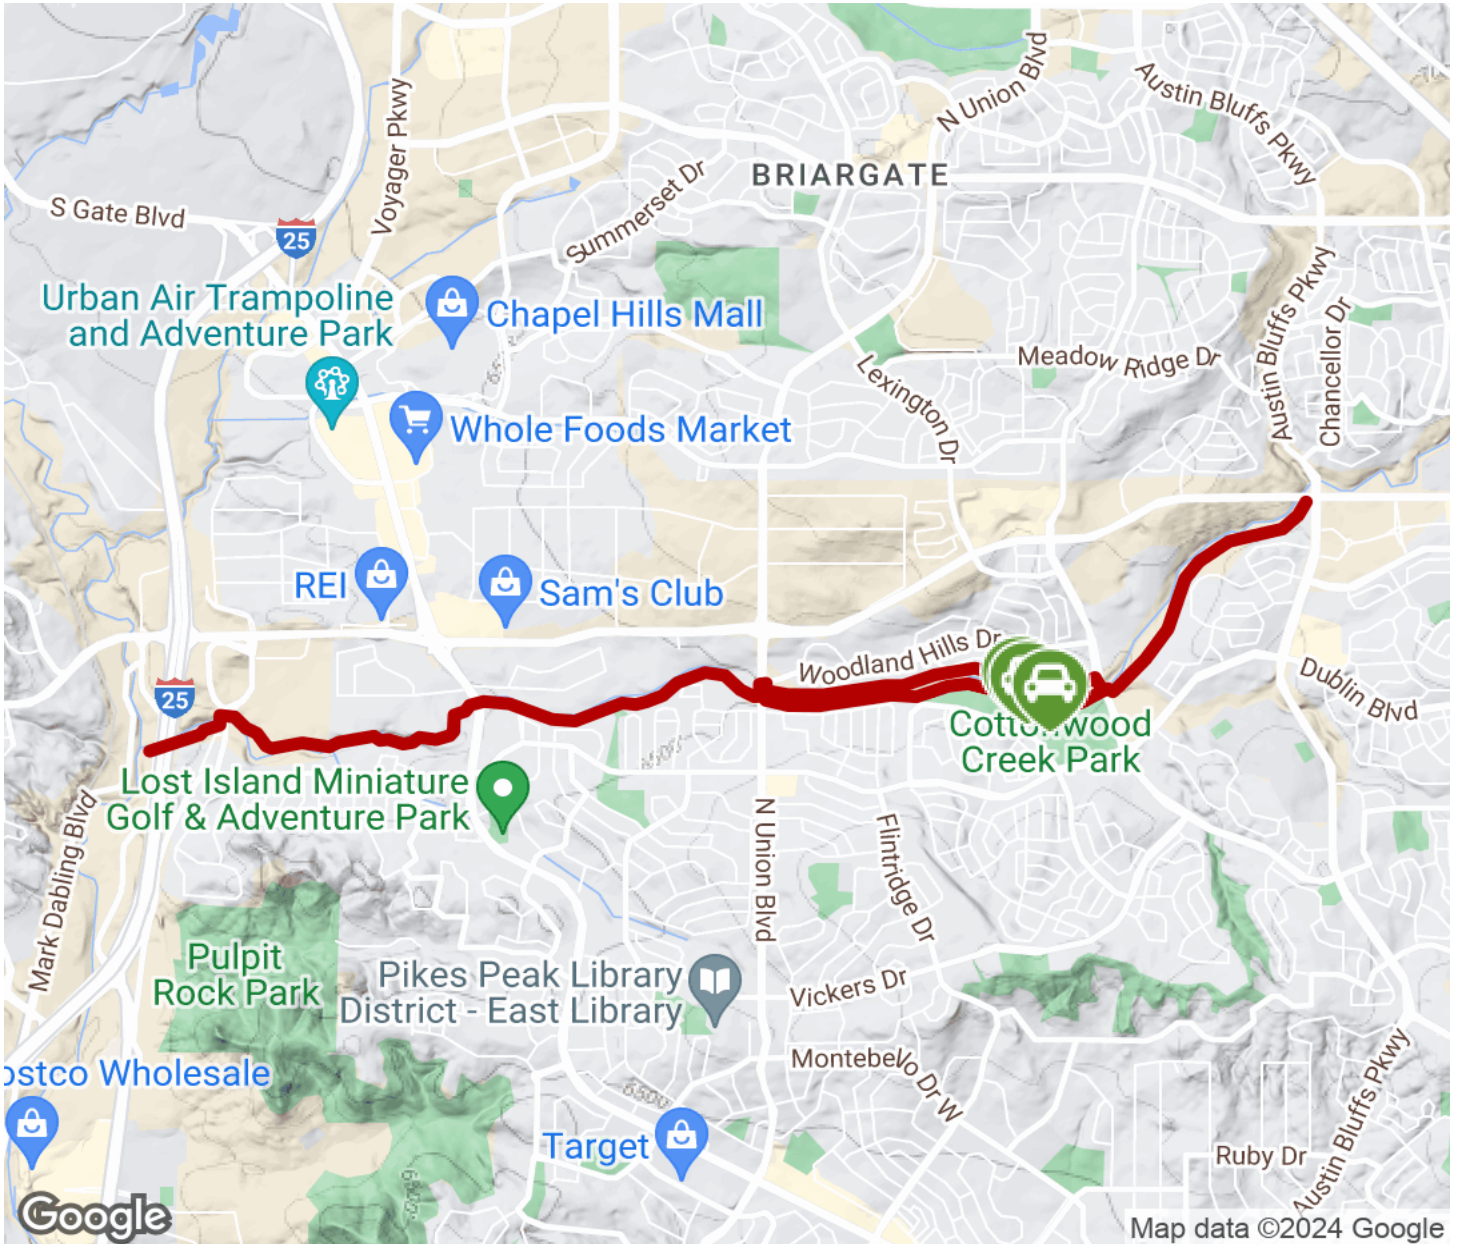 N Union Blvd
Austin Bluffs Pkwy
Voyager Pkwy
BRIARGATE
Summerset Dr
S Gate Blvd
25
Urban Air Trampoline
and Adventure Park
Chapel Hills Mall
Austin Bluffs Pkwy
Chancellor Dr
Meadow Ridge Dr
Lexington Dr
Whole Foods Market
REI
Sam's Club
Woodland Hills Dr
25
Dublin Blvd
Cottonwood
Creek Park
Lost Island Miniature
Golf & Adventure Park
6500
Mark Dabling Blvd
N Union Blvd
Flintridge Dr
Pulpit
Rock Park
Pikes Peak Library
District - East Library
Vickers Dr
Montebello Dr W
ostco Wholesale
6500
Target
Ruby Dr
Austin Bluffs Pkwy
Google
Map data ©2024 Google